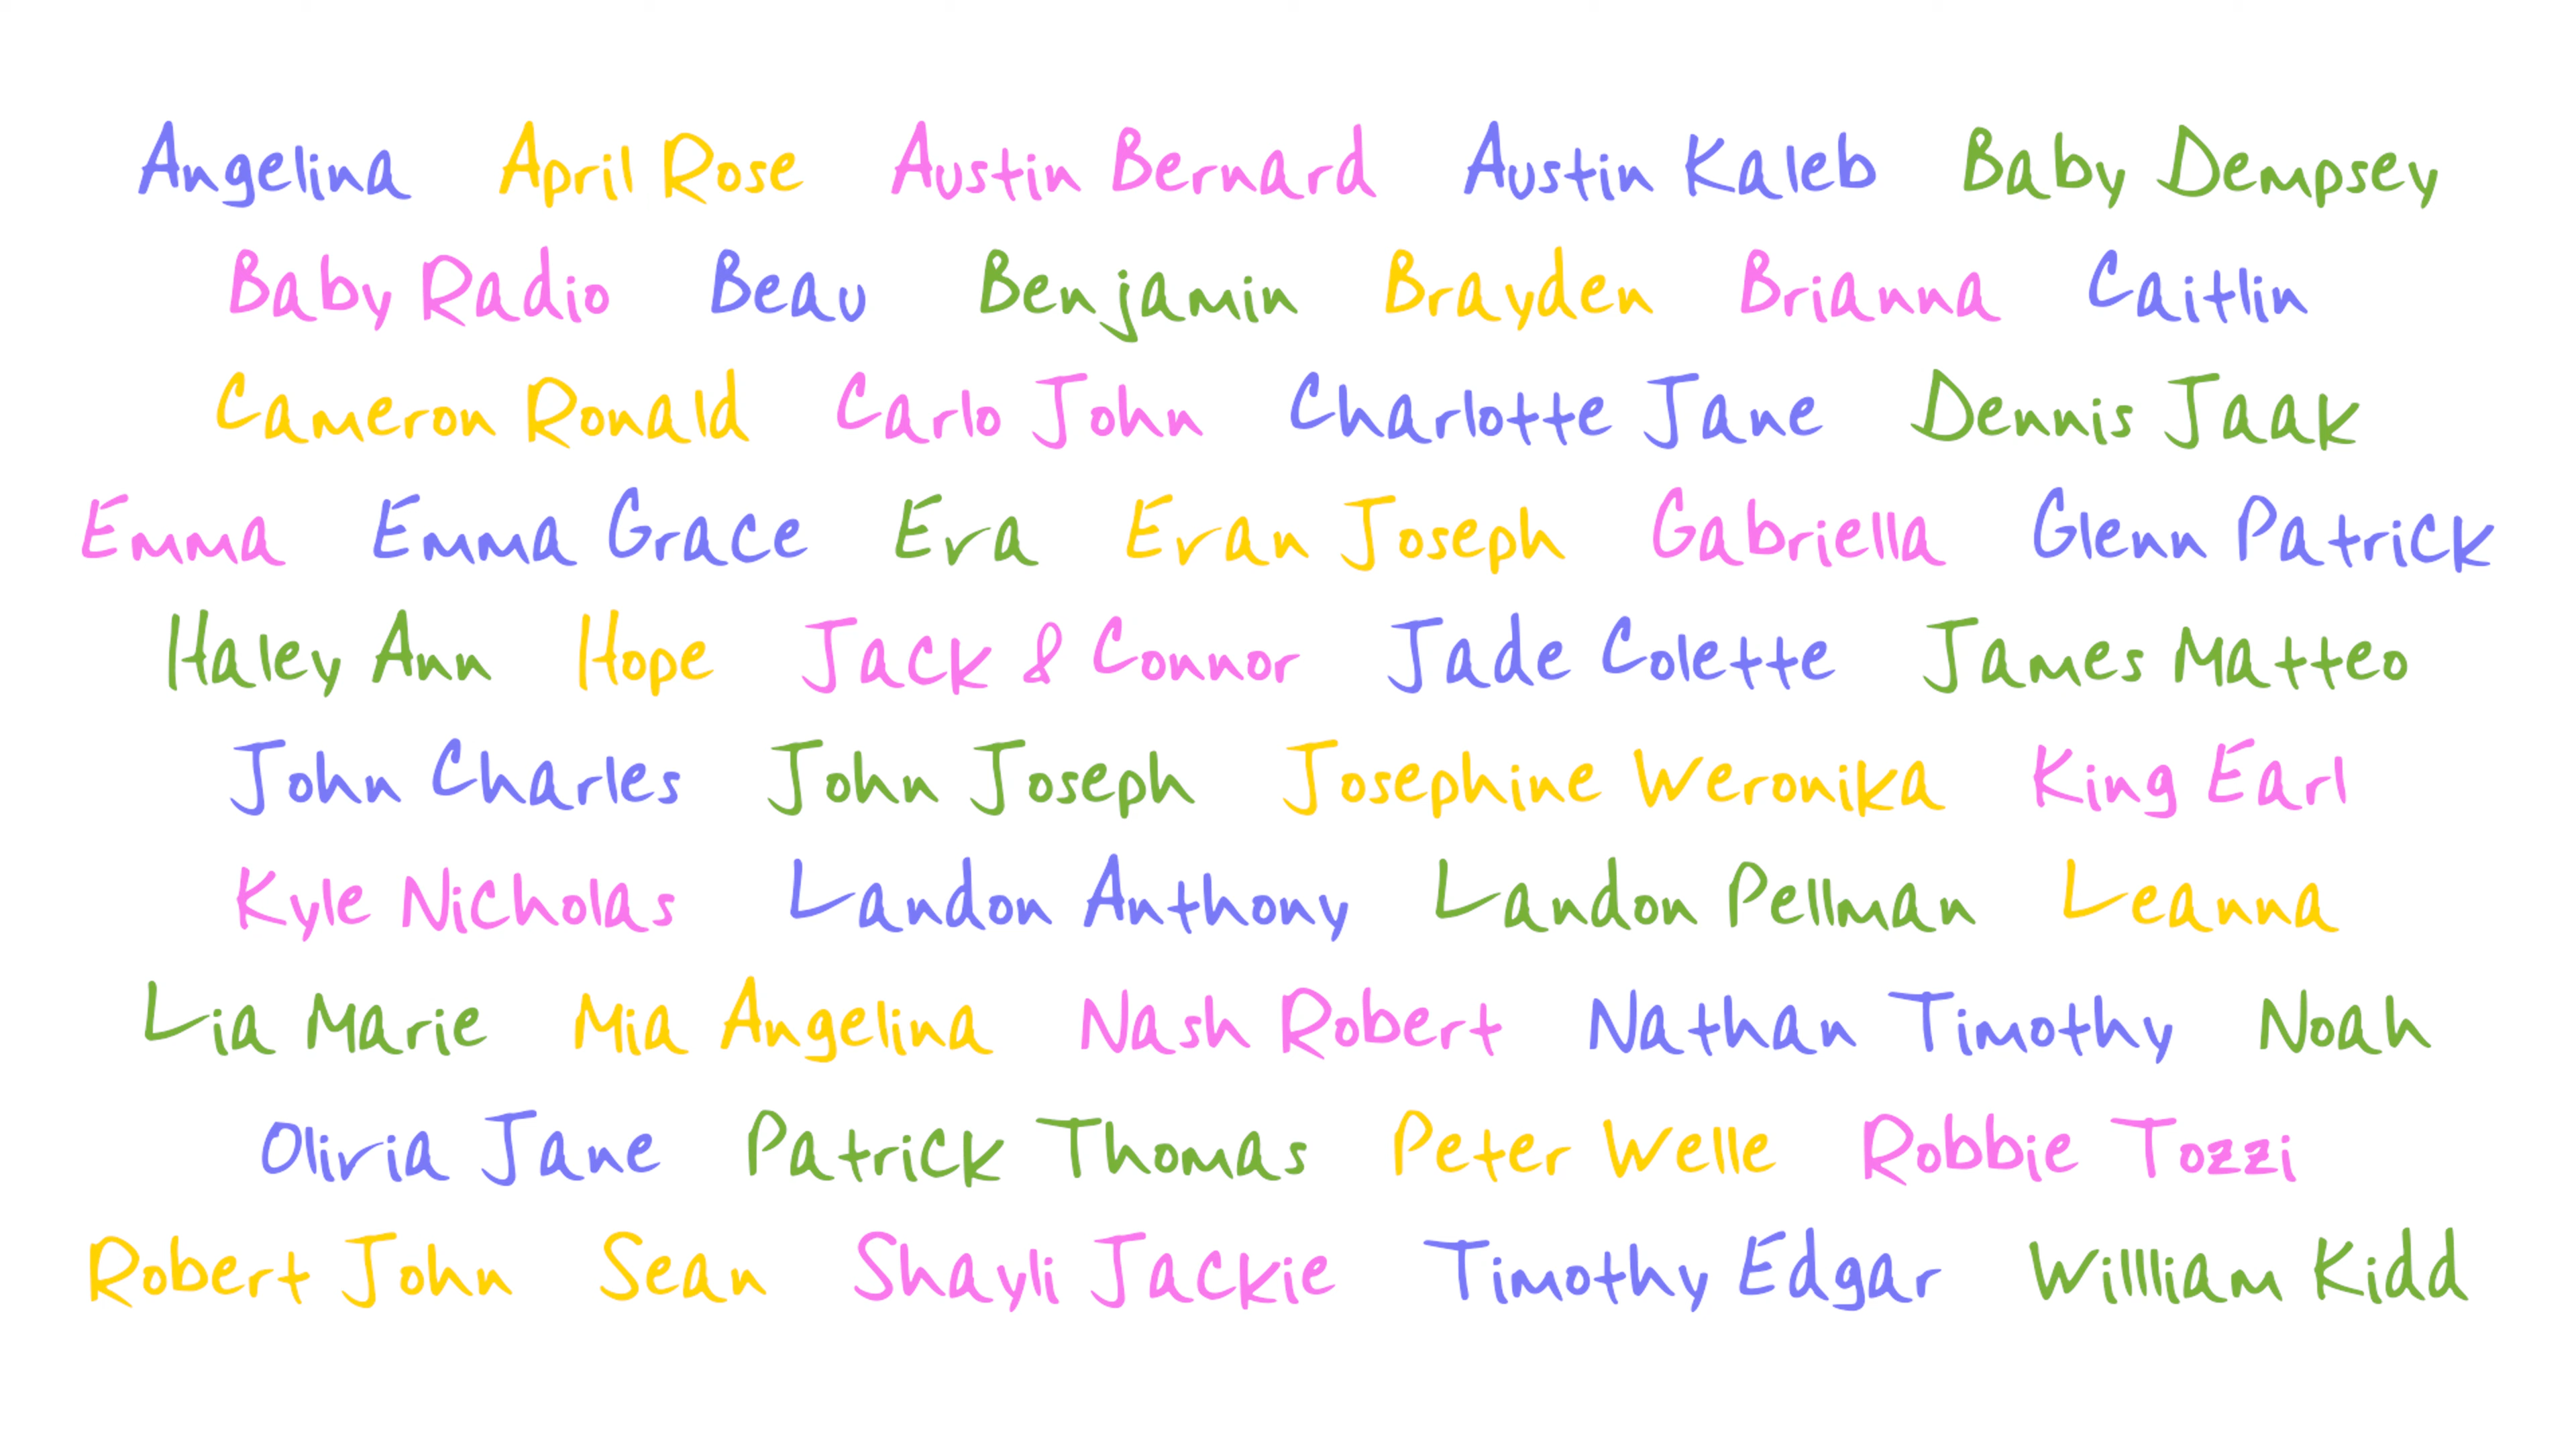 Angelina April Rose Austin Bernard Austin Kaleb Baby Dempsey
Baby Radio Beau Benjamin Brayden Brianna Caitlin
Cameron Ronald Carlo John Charlotte Jane Dennis Jaak
Emma Emma Grace Eva Evan Joseph Gabriella Glenn Patrick
Haley Ann Hope Jack & Connor Jade Colette James Matteo
John Charles John Joseph Josephine Weronika King Earl
Kyle Nicholas Landon Anthony Landon Pellman Leanna
Lia Marie Mia Angelina Nash Robert Nathan Timothy Noah
Olivia Jane Patrick Thomas Peter Welle Robbie Tozzi
Robert John Sean Shayli Jackie Timothy Edgar Willliam Kidd